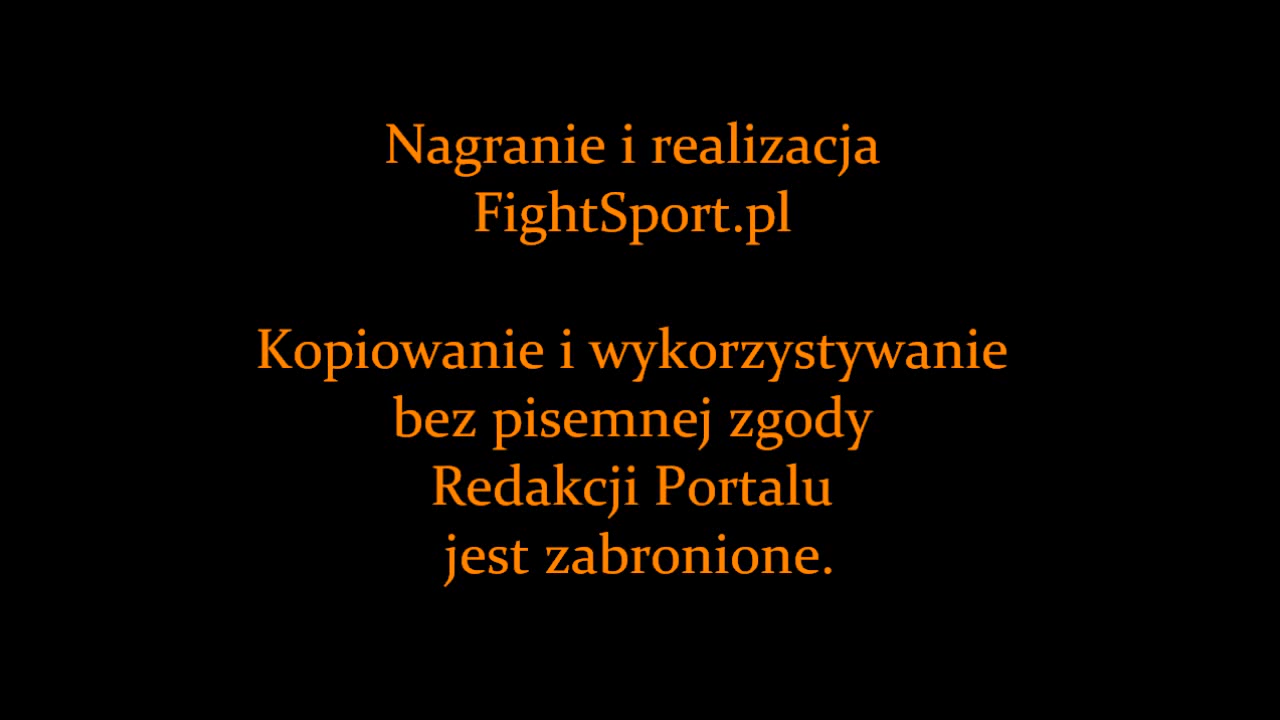 Nagranie i realizacja
FightSport.pl
Kopiowanie i wykorzystywanie
bez pisemnej zgody
Redakcji Portalu
jest zabronione.